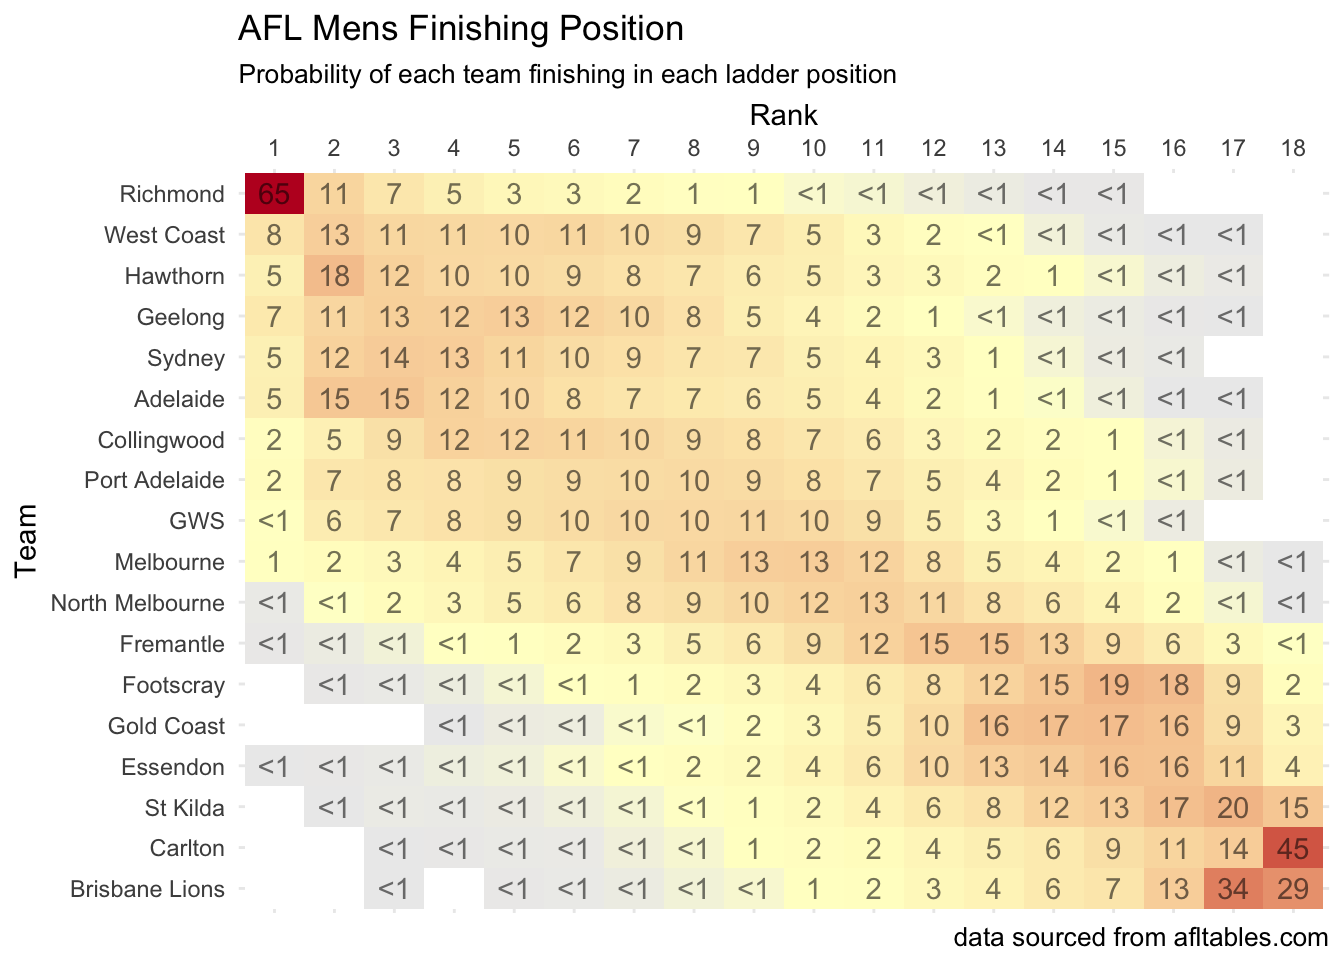 AFL Mens Finishing Position
Probability of each team finishing in each ladder position
Rank
1 2 3 4 5 6 7 8 9 10 11 12 13 14 15 16 17 18
Team
Richmond 65 11 7 5 3 3 2 1 1 <1 <1 <1 <1 <1 <1
West Coast 8 13 11 11 10 11 10 9 7 5 3 2 <1 <1 <1 <1 <1
Hawthorn 5 18 12 10 10 9 8 7 6 5 3 3 2 1 <1 <1 <1
Geelong 7 11 13 12 13 12 10 8 5 4 2 1 <1 <1 <1 <1 <1
Sydney 5 12 14 13 11 10 9 7 7 5 4 3 1 <1 <1 <1
Adelaide 5 15 15 12 10 8 7 7 6 5 4 2 1 <1 <1 <1 <1
Collingwood 2 5 9 12 12 11 10 9 8 7 6 3 2 2 1 <1 <1
Port Adelaide 2 7 8 8 9 9 10 10 9 8 7 5 4 2 1 <1 <1
GWS <1 6 7 8 9 10 10 10 11 10 9 5 3 1 <1 <1
Melbourne 1 2 3 4 5 7 9 11 13 13 12 8 5 4 2 1 <1 <1
North Melbourne <1 <1 2 3 5 6 8 9 10 12 13 11 8 6 4 2 <1 <1
Fremantle <1 <1 <1 <1 1 2 3 5 6 9 12 15 15 13 9 6 3 <1
Footscray <1 <1 <1 <1 <1 1 2 3 4 6 8 12 15 19 18 9 2
Gold Coast <1 <1 <1 <1 <1 2 3 5 10 16 17 17 16 9 3
Essendon <1 <1 <1 <1 <1 <1 <1 2 2 4 6 10 13 14 16 16 11 4
St Kilda <1 <1 <1 <1 <1 <1 <1 1 2 4 6 8 12 13 17 20 15
Carlton <1 <1 <1 <1 <1 <1 1 2 2 4 5 6 9 11 14 45
Brisbane Lions <1 <1 <1 <1 <1 <1 1 2 3 4 6 7 13 34 29
data sourced from afltables.com